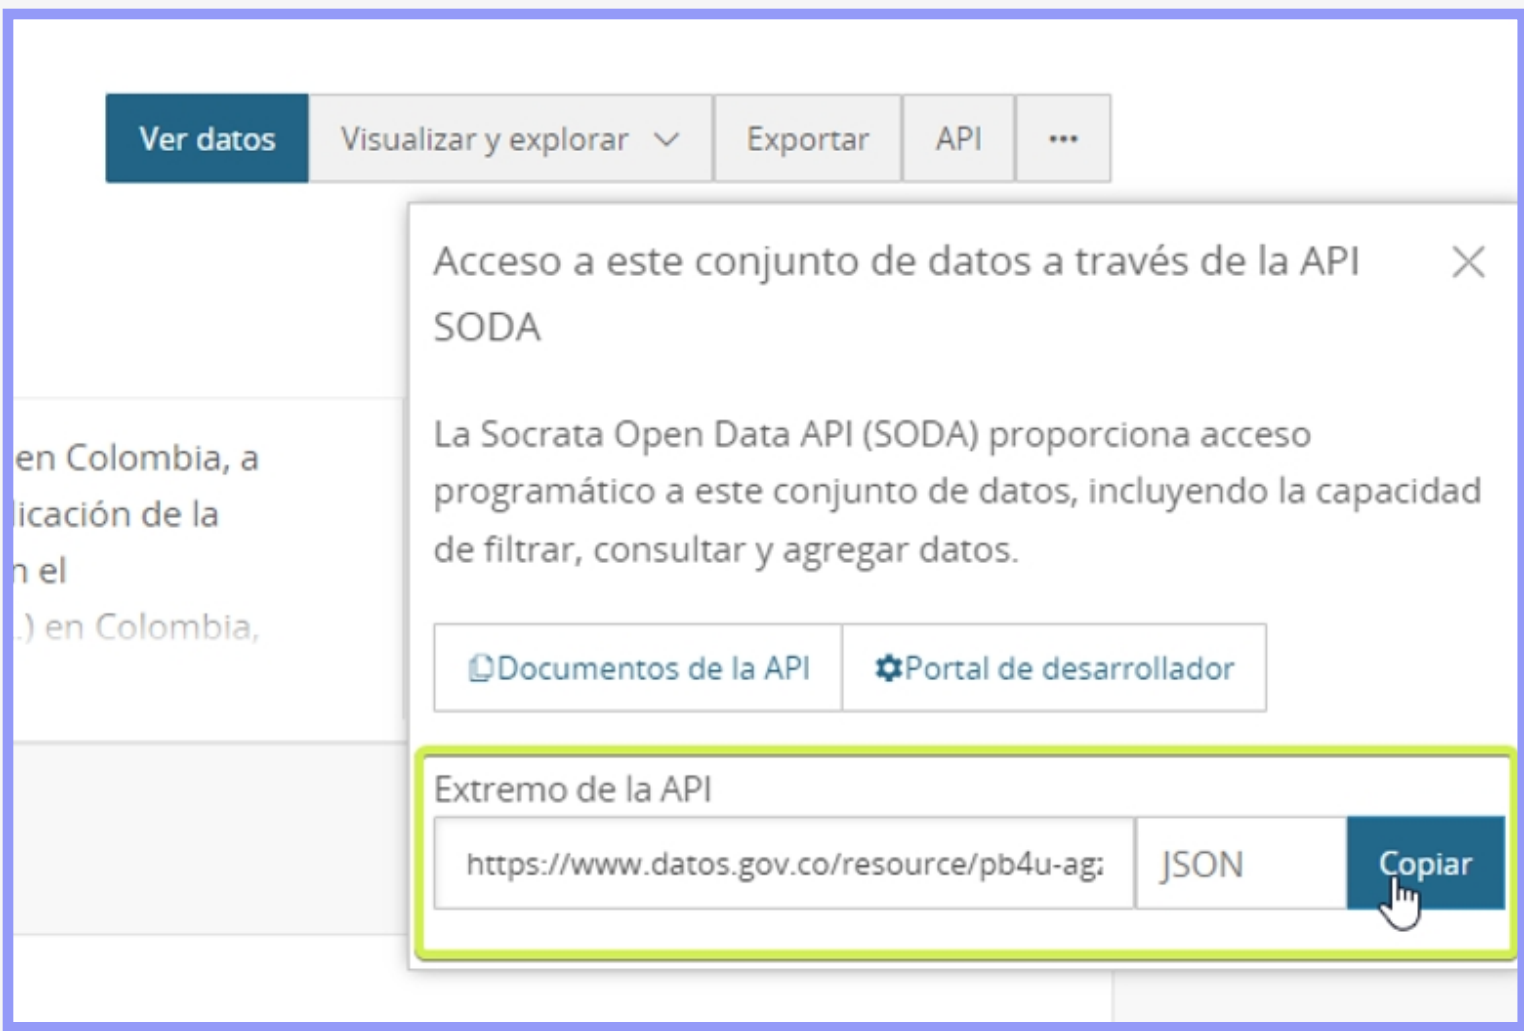 Ver datos
Visualizar y explorar
Exportar
API
Acceso a este conjunto de datos a través de la API
SODA
La Socrata Open Data API (SODA) proporciona acceso
programático a este conjunto de datos, incluyendo la capacidad
de filtrar, consultar y agregar datos.
en Colombia, a
licación de la
n el
.) en Colombia,
Documentos de la API
Portal de desarrollador
Extremo de la API
https://www.datos.gov.co/resource/pb4u-ag
JSON
Copiar